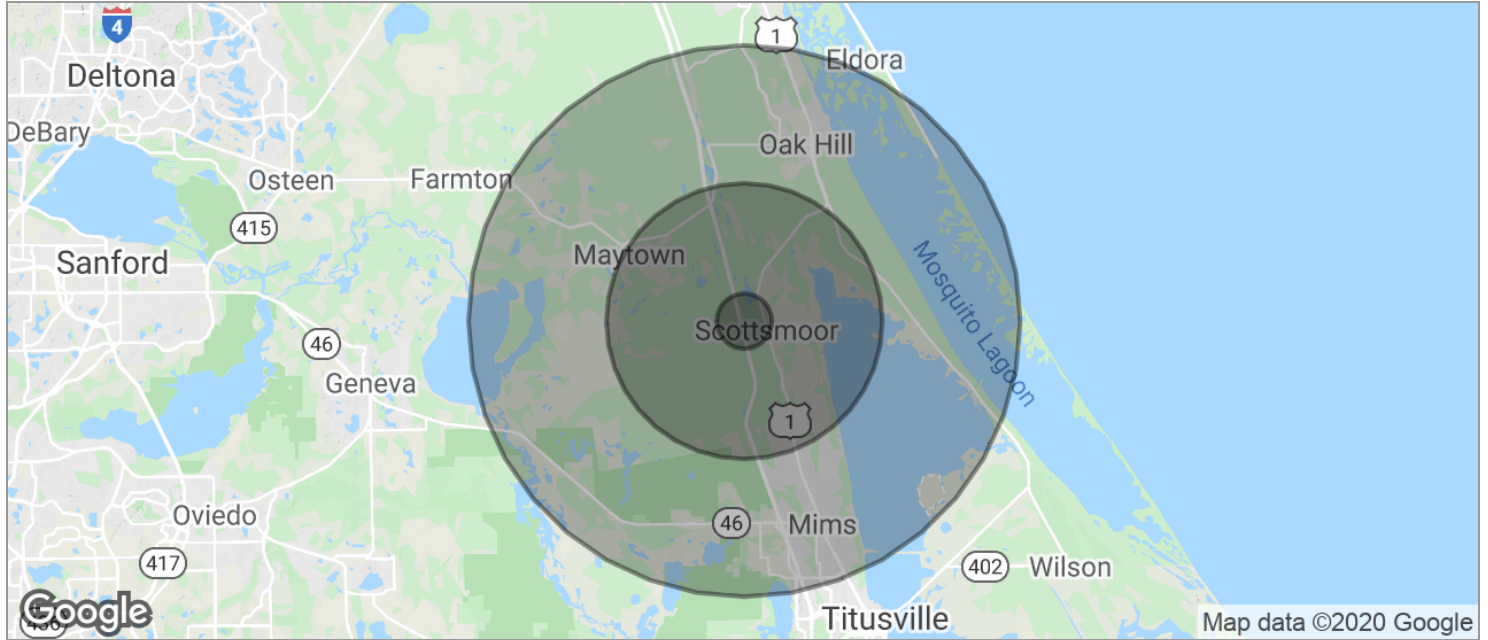 4
1
Eldora
Deltona
DeBary
Oak Hill
Osteen
Farmton
415
Maytown
Sanford
Mosquito Lagoon
Scottsmoor
46
Geneva
1
Oviedo
46
Mims
417
402
Wilson
Google
Titusville
Map data ©2020 Google